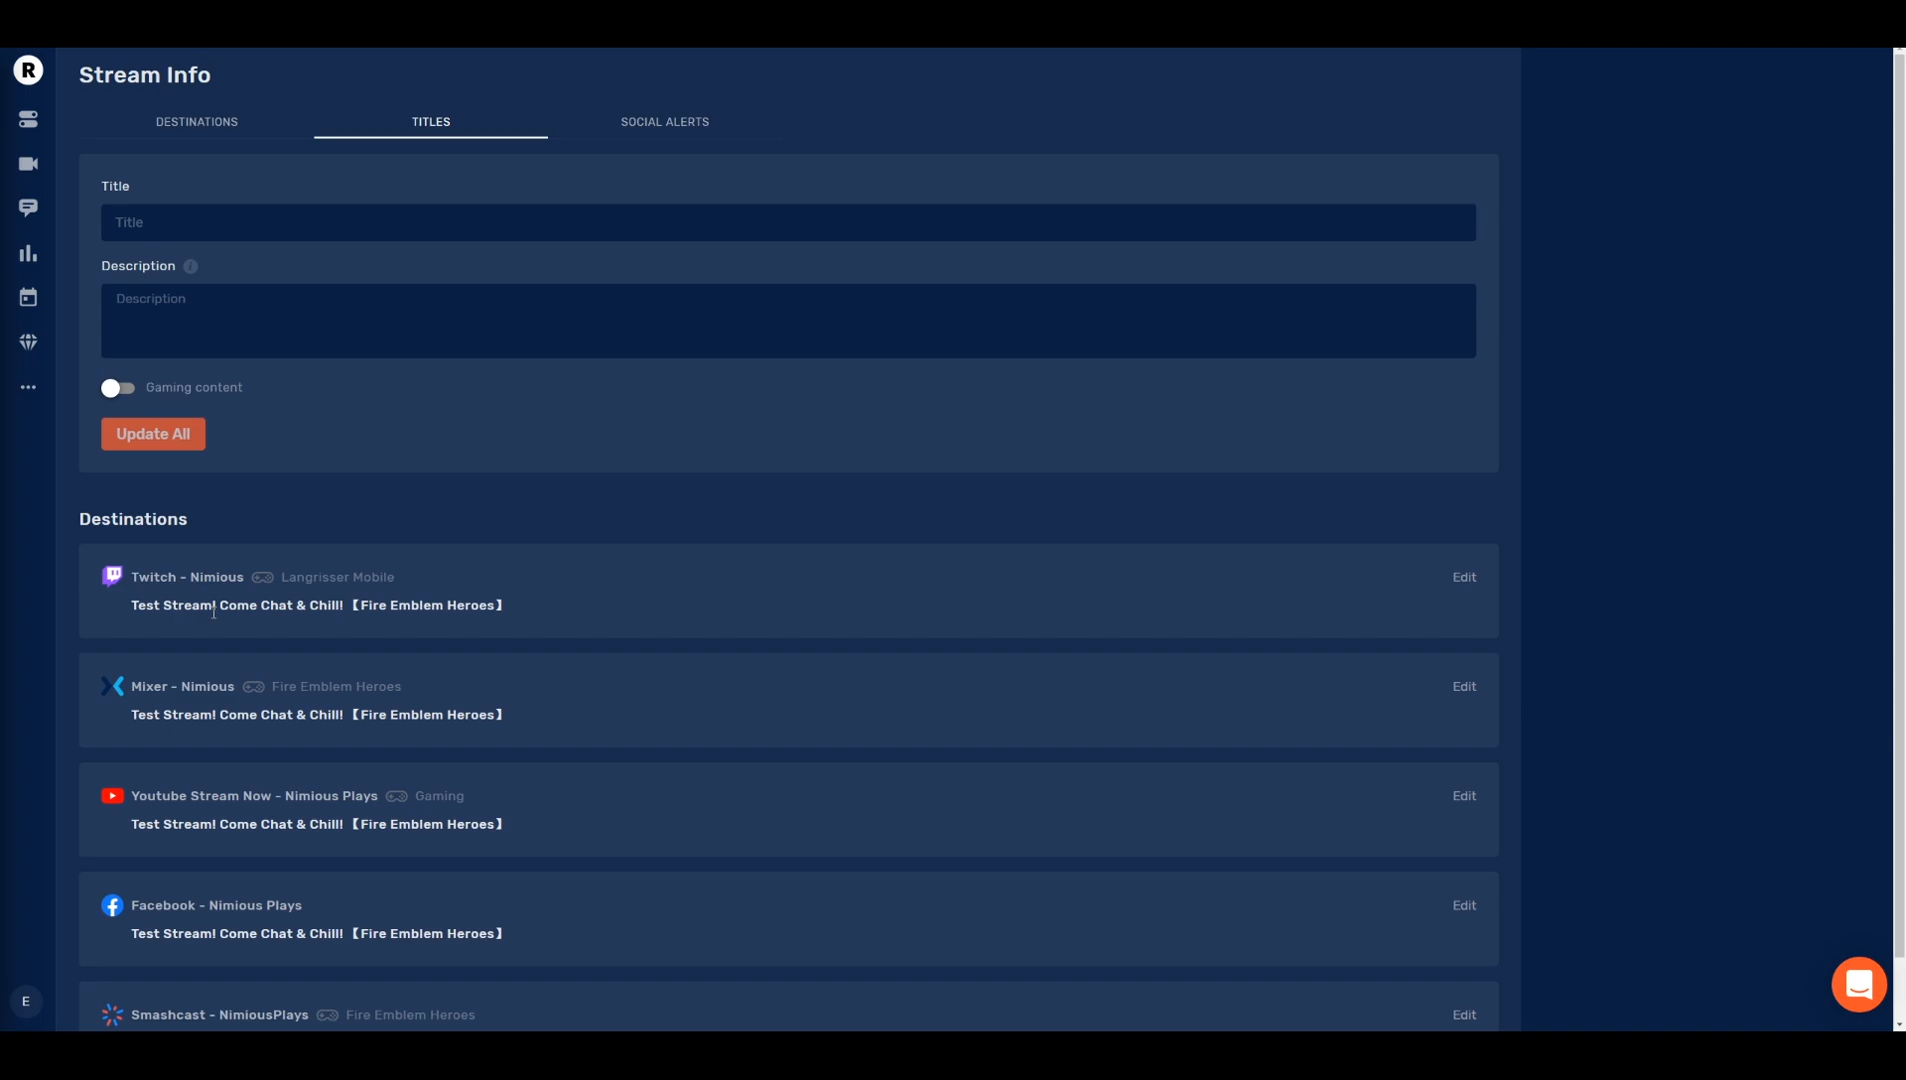 R
Stream Info
DESTINATIONS
TITLES
SOCIAL ALERTS
Title
Title
Description i
Description
Gaming content
Update All
Destinations
Twitch - Nimious Langrisser Mobile
Edit
Test Stream! Come Chat & Chill! 【Fire Emblem Heroes】
Mixer - Nimious Fire Emblem Heroes
Edit
Test Stream! Come Chat & Chill! 【Fire Emblem Heroes】
Youtube Stream Now - Nimious Plays Gaming
Edit
Test Stream! Come Chat & Chill! 【Fire Emblem Heroes】
Facebook - Nimious Plays
Edit
Test Stream! Come Chat & Chill! 【Fire Emblem Heroes】
E
Smashcast - NimiousPlays Fire Emblem Heroes
Edit